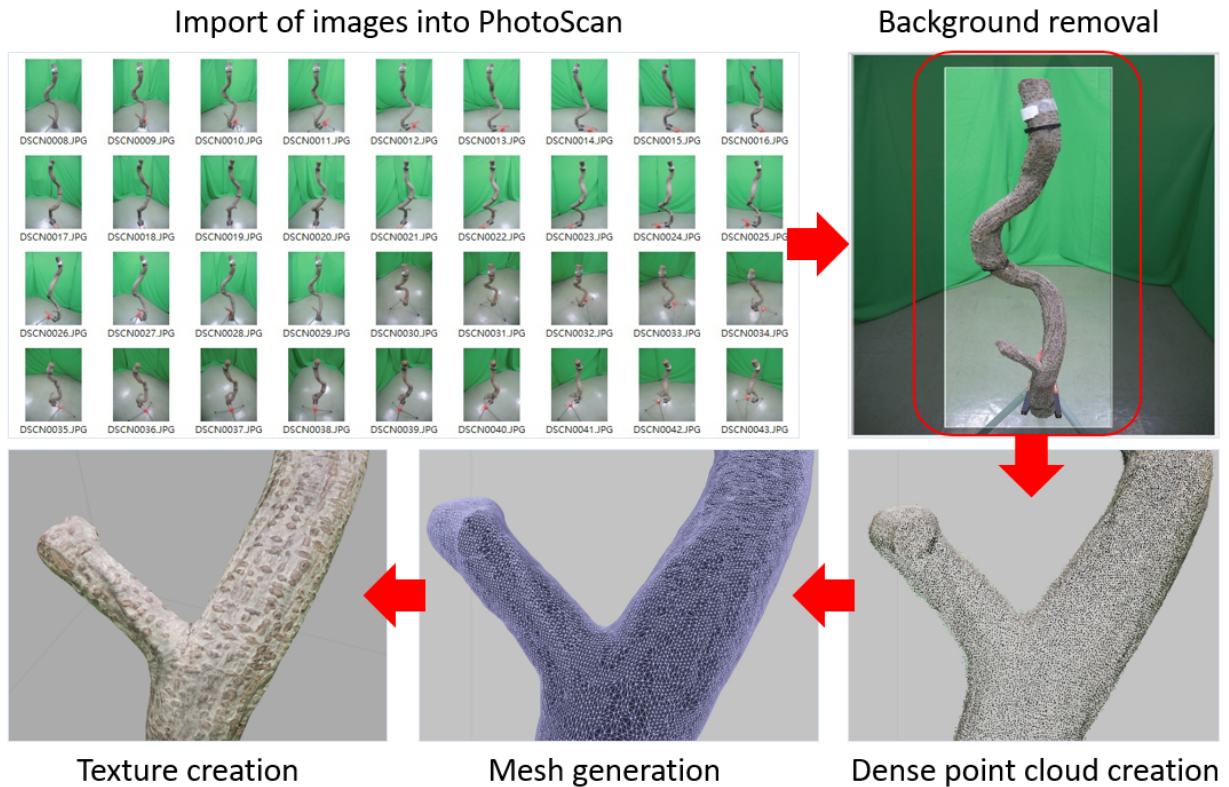 Import of images into PhotoScan
Background removal
DSCN0008.JPG DSCN0009.JPG DSCN0010.JPG DSCN0011.JPG DSCN0012.JPG DSCN0013.JPG DSCN0014.JPG DSCN0015.JPG DSCN0016.JPG
DSCN0017.JPG DSCN0018.JPG DSCN0019.JPG DSCN0020.JPG DSCN0021.JPG DSCN0022.JPG DSCN0023.JPG DSCN0024.JPG DSCN0025.JPG
DSCN0026.JPG DSCN0027.JPG DSCN0028.JPG DSCN0029.JPG DSCN0030.JPG DSCN0031.JPG DSCN0032.JPG DSCN0033.JPG DSCN0034.JPG
DSCN0035.JPG DSCN0036.JPG DSCN0037.JPG DSCN0038.JPG DSCN0039.JPG DSCN0040.JPG DSCN0041.JPG DSCN0042.JPG DSCN0043.JPG
Texture creation
Mesh generation
Dense point cloud creation